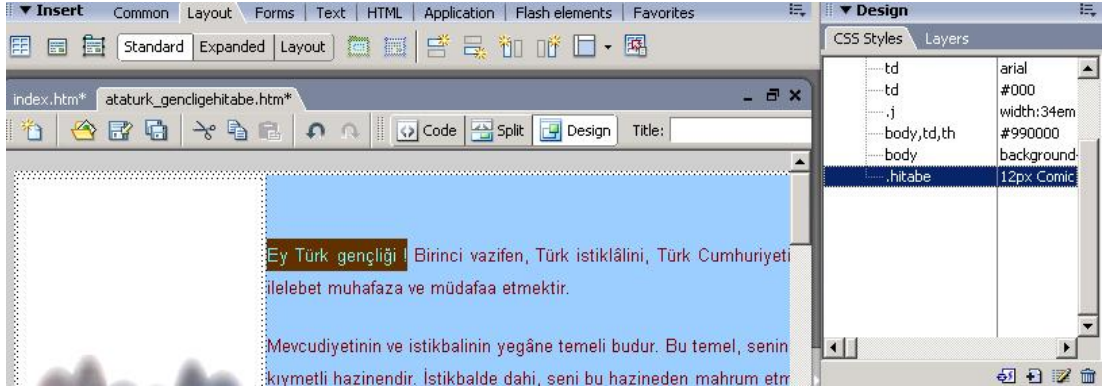 ▼ Insert Common Layout Forms Text HTML Application Flash elements Favorites
Standard Expanded Layout
index.htm* ataturk_gencligehitabe.htm*
Code Split Design Title:
Ey Türk gençliği ! Birinci vazifen, Türk istiklâlini, Türk Cumhuriyeti
ilelebet muhafaza ve müdafaa etmektir.
Mevcudiyetinin ve istikbalinin yegâne temeli budur. Bu temel, senin
kıymetli hazinendir. İstikbalde dahi, seni bu hazineden mahrum etm
▼ Design
CSS Styles Layers
td arial
td #000
.j width:34em
body,td,th #990000
body background-
.hitabe 12px Comic